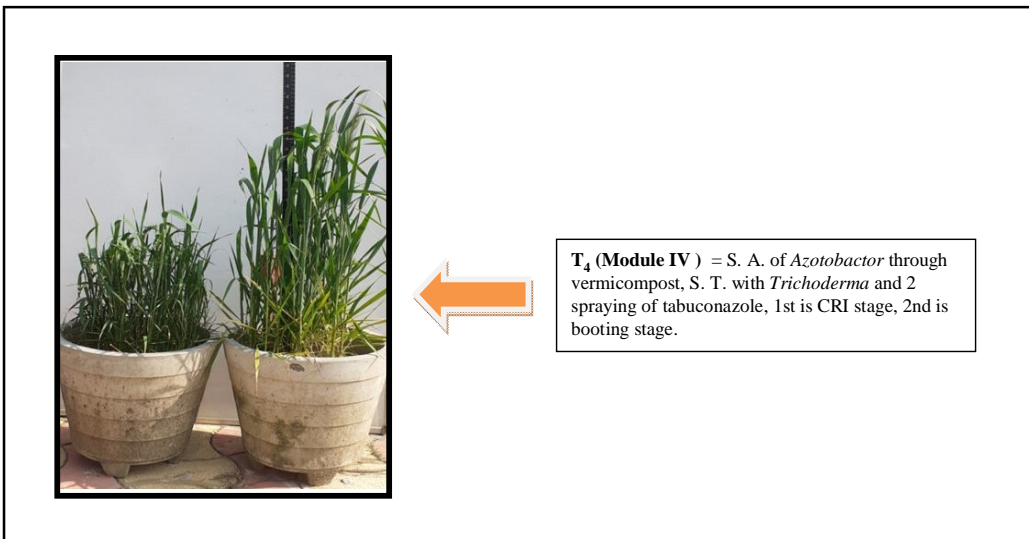 T4 (Module IV ) = S. A. of Azotobactor through
vermicompost, S. T. with Trichoderma and 2
spraying of tabuconazole, 1st is CRI stage, 2nd is
booting stage.